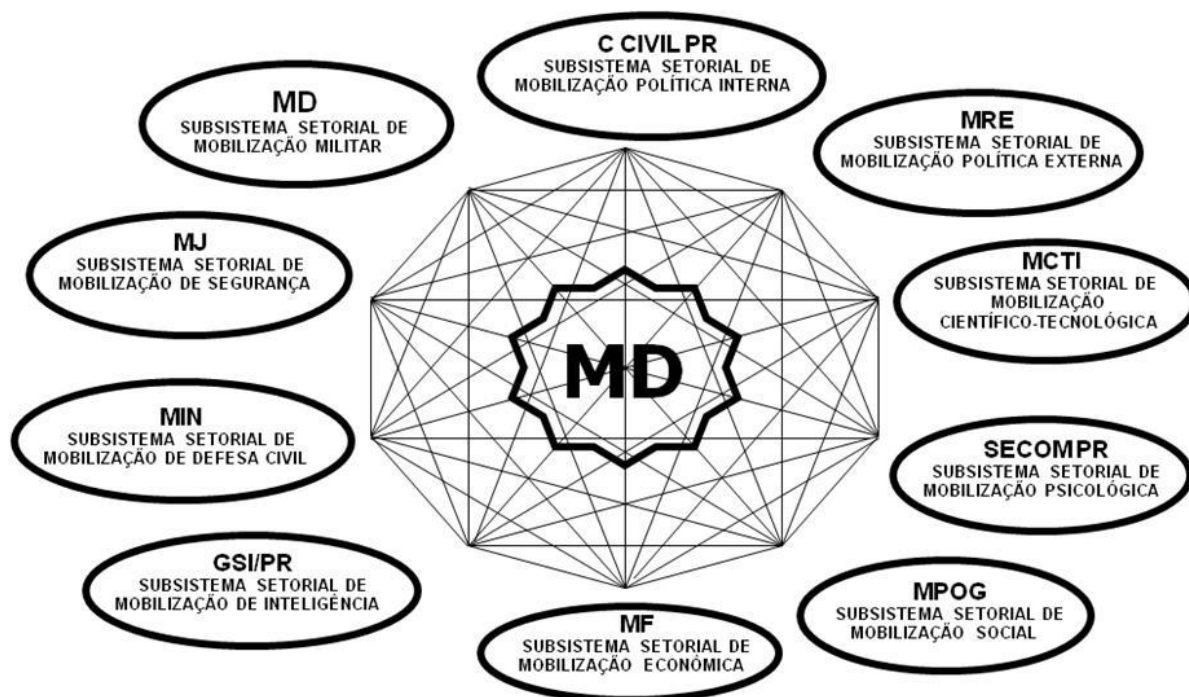 C CIVIL PR
SUBSISTEMA SETORIAL DE
MOBILIZAÇÃO POLÍTICA INTERNA
MD
SUBSISTEMA SETORIAL DE
MOBILIZAÇÃO MILITAR
MRE
SUBSISTEMA SETORIAL DE
MOBILIZAÇÃO POLÍTICA EXTERNA
MJ
SUBSISTEMA SETORIAL DE
MOBILIZAÇÃO DE SEGURANÇA
MCTI
SUBSISTEMA SETORIAL DE
MOBILIZAÇÃO
CIENTÍFICO-TECNOLÓGICA
MD
MIN
SUBSISTEMA SETORIAL DE
MOBILIZAÇÃO DE DEFESA CIVIL
SECOM PR
SUBSISTEMA SETORIAL DE
MOBILIZAÇÃO PSICOLÓGICA
GSI/PR
SUBSISTEMA SETORIAL DE
MOBILIZAÇÃO DE INTELIGÊNCIA
MPOG
SUBSISTEMA SETORIAL DE
MOBILIZAÇÃO SOCIAL
MF
SUBSISTEMA SETORIAL DE
MOBILIZAÇÃO ECONÔMICA